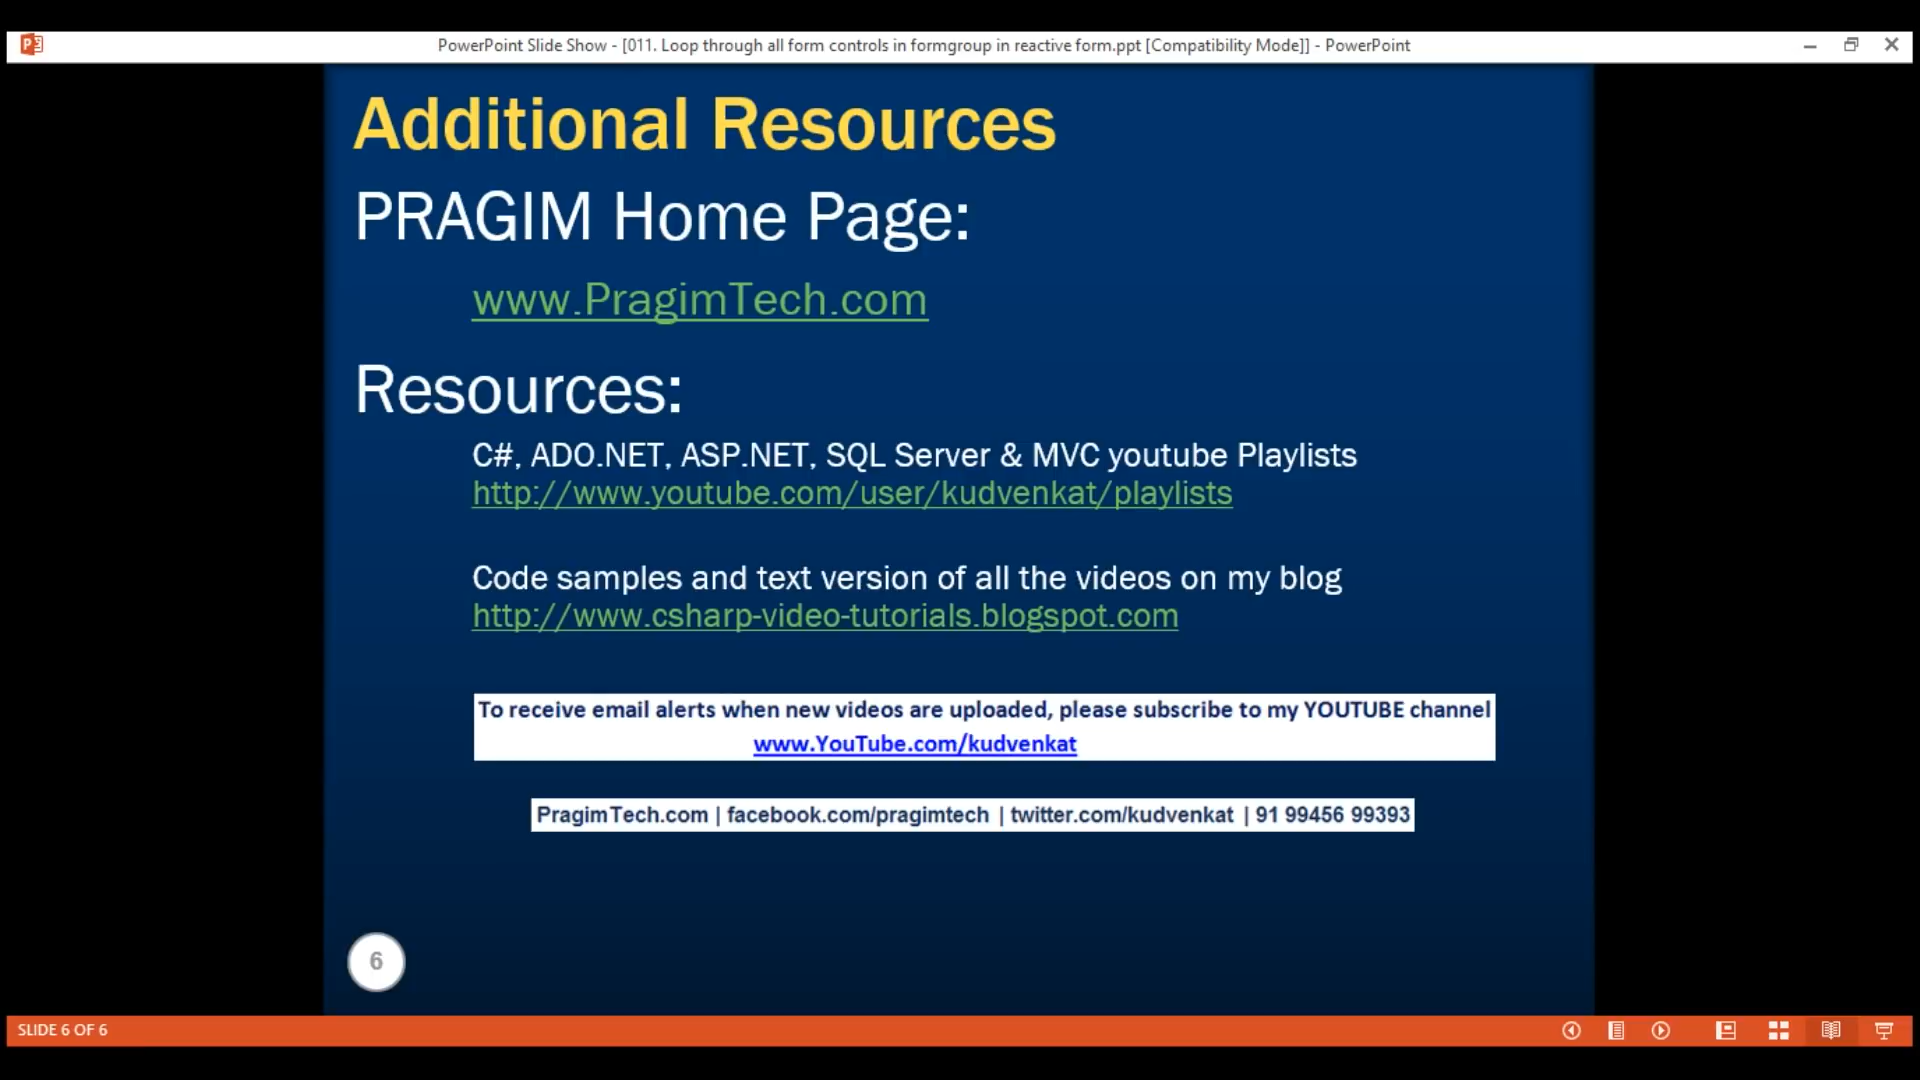 PowerPoint Slide Show - [011. Loop through all form controls in formgroup in reactive form.ppt [Compatibility Mode]] - PowerPoint
Additional Resources
PRAGIM Home Page:
www.PragimTech.com
Resources:
C#, ADO.NET, ASP.NET, SQL Server & MVC youtube Playlists
http://www.youtube.com/user/kudvenkat/playlists
Code samples and text version of all the videos on my blog
http://www.csharp-video-tutorials.blogspot.com
To receive email alerts when new videos are uploaded, please subscribe to my YOUTUBE channel
www.YouTube.com/kudvenkat
PragimTech.com | facebook.com/pragimtech | twitter.com/kudvenkat | 91 99456 99393
6
SLIDE 6 OF 6